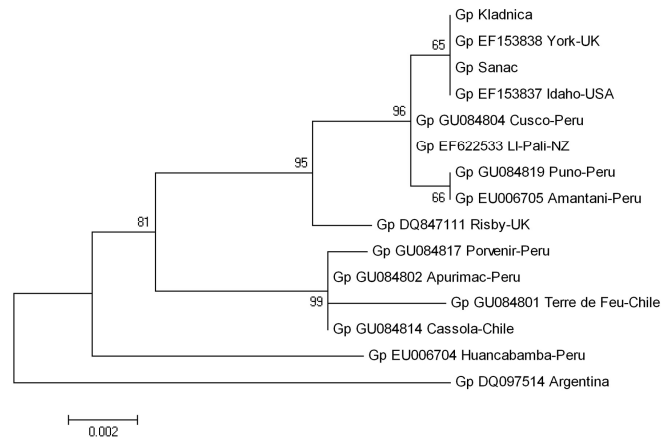 Gp Kladnica
65
Gp EF153838 York-UK
Gp Sanac
Gp EF153837 Idaho-USA
96
Gp GU084804 Cusco-Peru
Gp EF622533 LI-Pali-NZ
95
Gp GU084819 Puno-Peru
66
Gp EU006705 Amantani-Peru
81
Gp DQ847111 Risby-UK
Gp GU084817 Porvenir-Peru
Gp GU084802 Apurimac-Peru
99
Gp GU084801 Terre de Feu-Chile
Gp GU084814 Cassola-Chile
Gp EU006704 Huancabamba-Peru
Gp DQ097514 Argentina
0.002